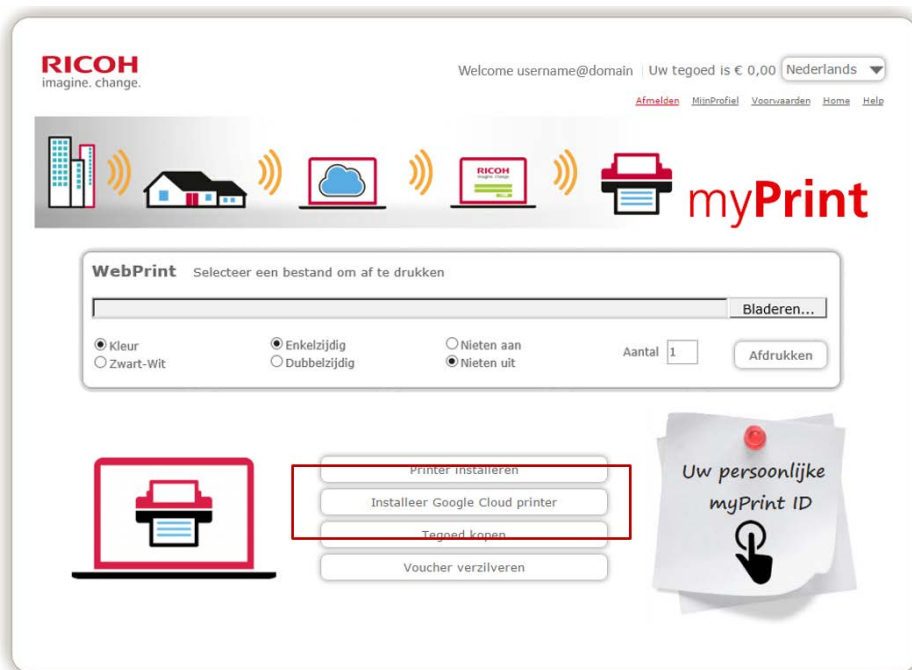 RICOH
imagine. change.
Welcome username@domain | Uw tegoed is € 0,00 Nederlands
Afmelden MijnProfiel Voorwaarden Home Help
RICOH
imagine. change.
myPrint
WebPrint Selecteer een bestand om af te drukken
Bladeren...
Kleur Enkelzijdig Nieten aan
Aantal 1 Afdrukken
Zwart-Wit Dubbelzijdig Nieten uit
Printer installeren
Installeer Google Cloud printer
Tegoed kopen
Voucher verzilveren
Uw persoonlijke
myPrint ID